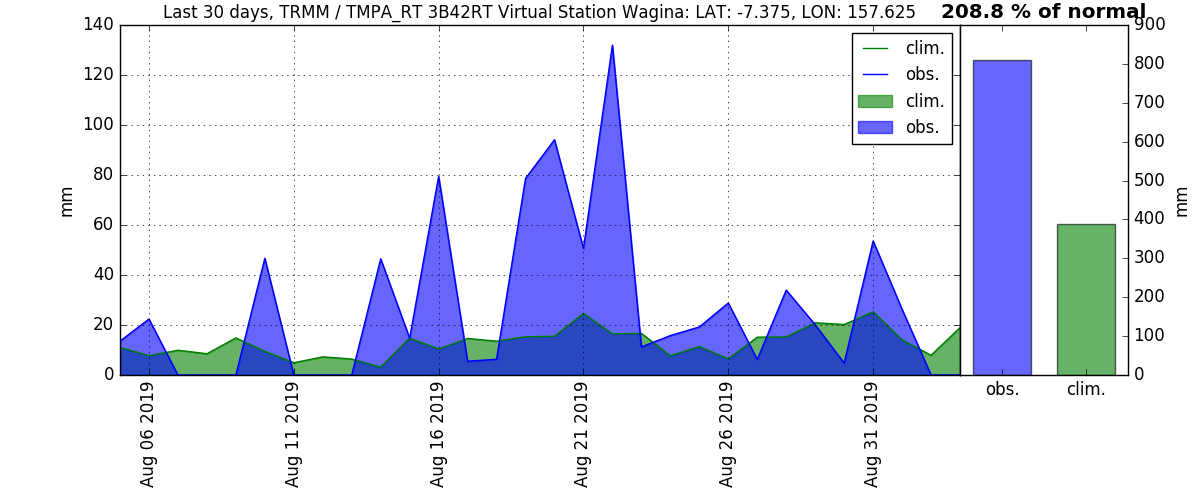 Last 30 days, TRMM / TMPA_RT 3B42RT Virtual Station Wagina: LAT: -7.375, LON: 157.625
208.8 % of normal
140
120
100
80
60
40
20
0
mm
clim.
obs.
clim.
obs.
Aug 06 2019
Aug 11 2019
Aug 16 2019
Aug 21 2019
Aug 26 2019
Aug 31 2019
900
800
700
600
500
400
300
200
100
0
mm
obs.
clim.